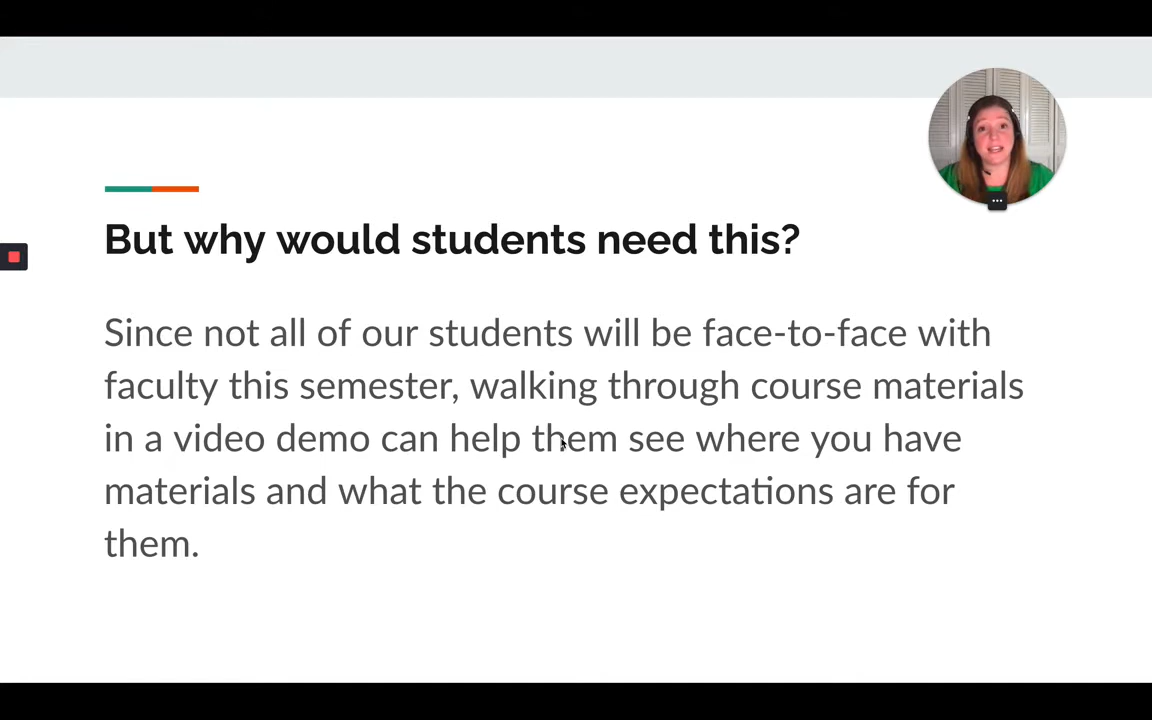 But why would students need this?
Since not all of our students will be face-to-face with
faculty this semester, walking through course materials
in a video demo can help them see where you have
materials and what the course expectations are for
them.